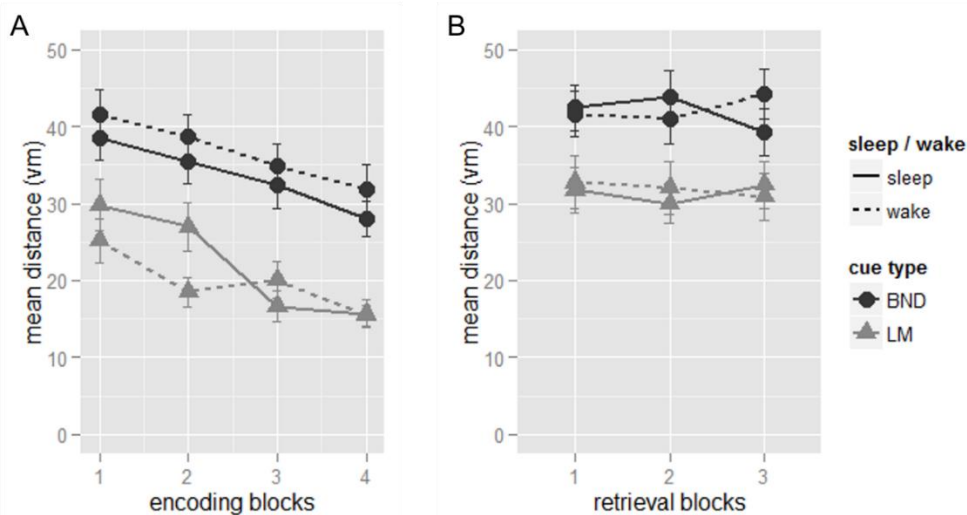 A
50
40
30
20
10
0
mean distance (vm)
1 2 3 4
encoding blocks
B
50
40
30
20
10
0
mean distance (vm)
1 2 3
retrieval blocks
sleep / wake
sleep
wake
cue type
BND
LM